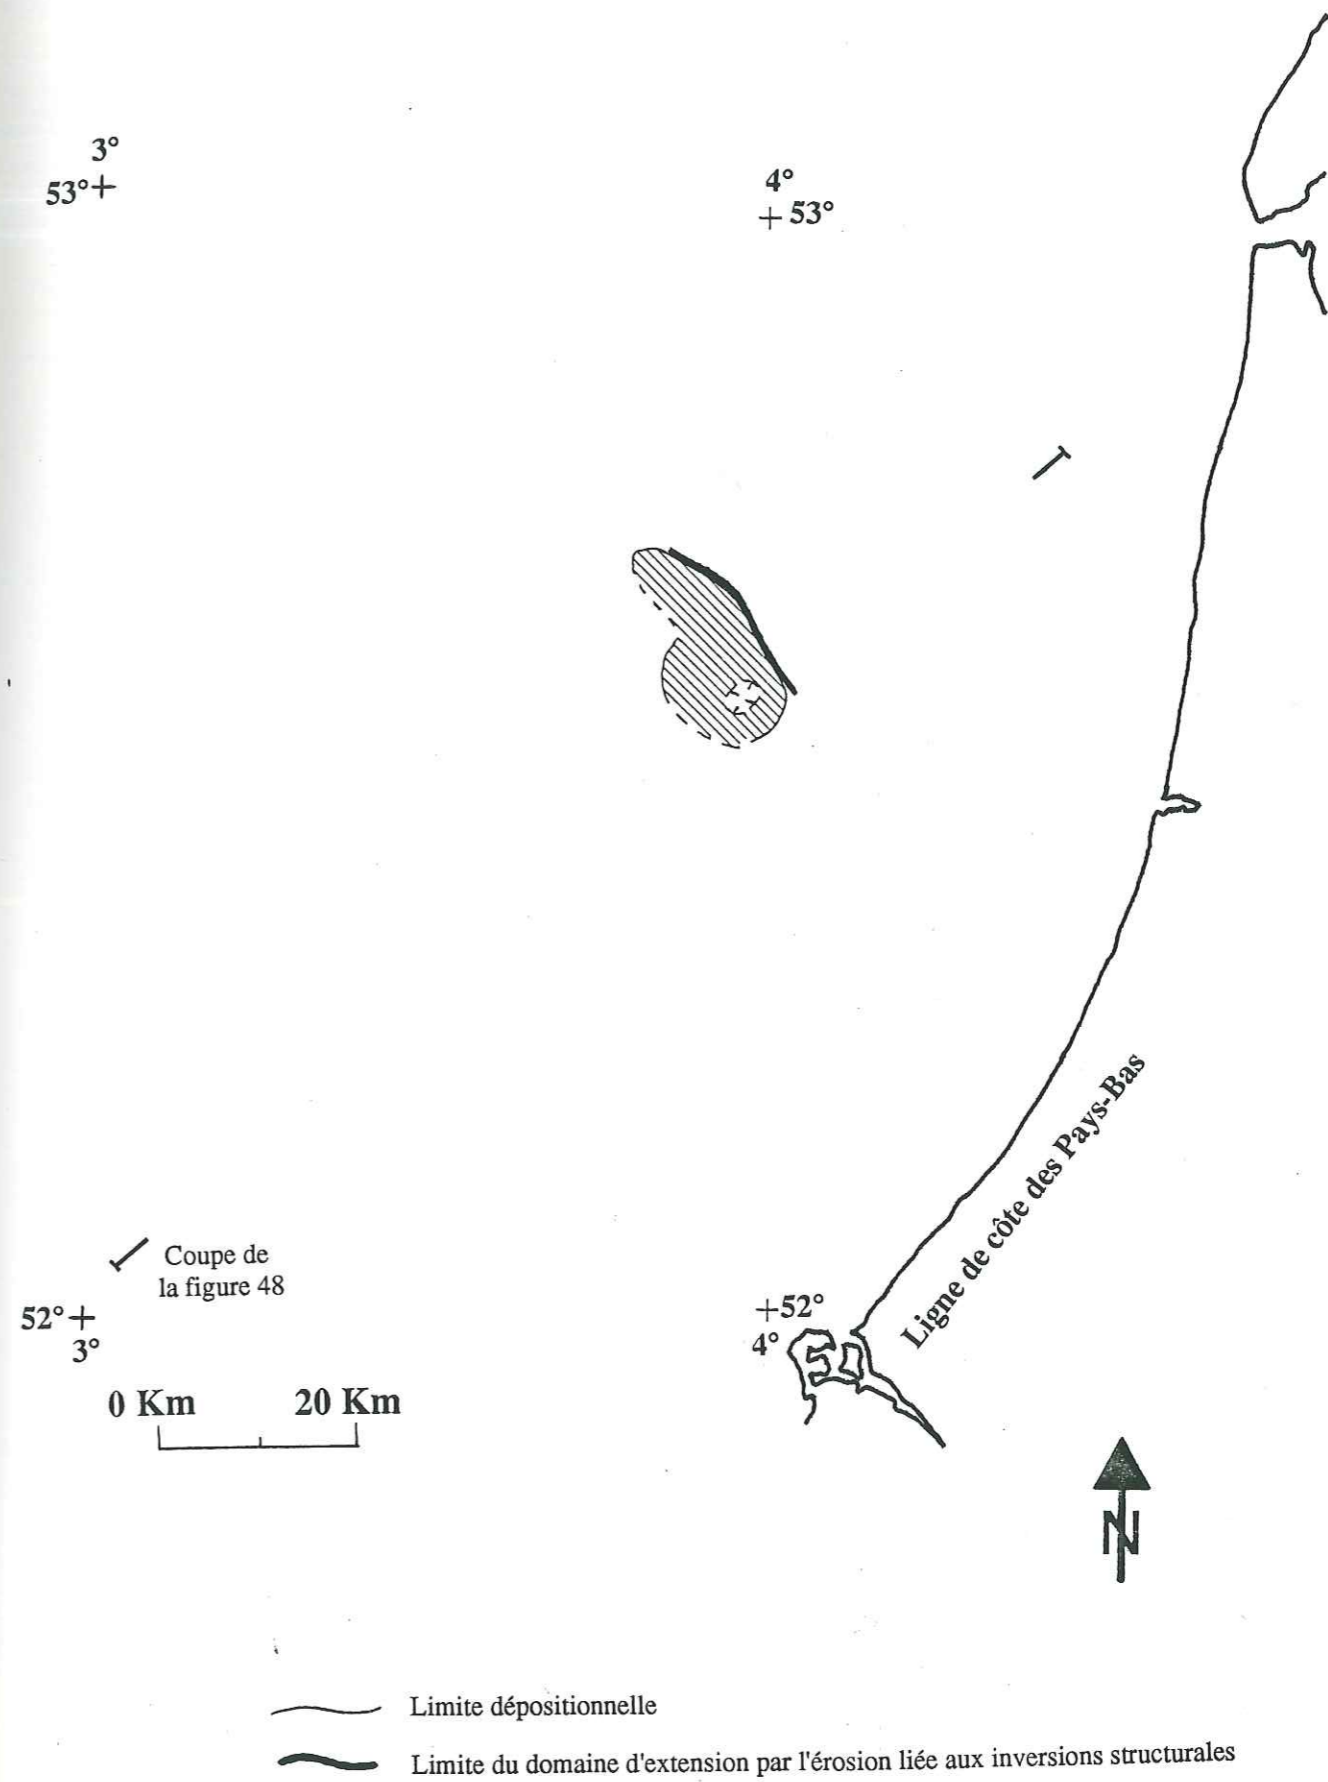 3°
53°+
4°
+ 53°
Ligne de côte des Pays-Bas
Coupe de
la figure 48
52°+
3°
+52°
4°
0 Km 20 Km
N
Limite dépositionnelle
Limite du domaine d'extension par l'érosion liée aux inversions structurales